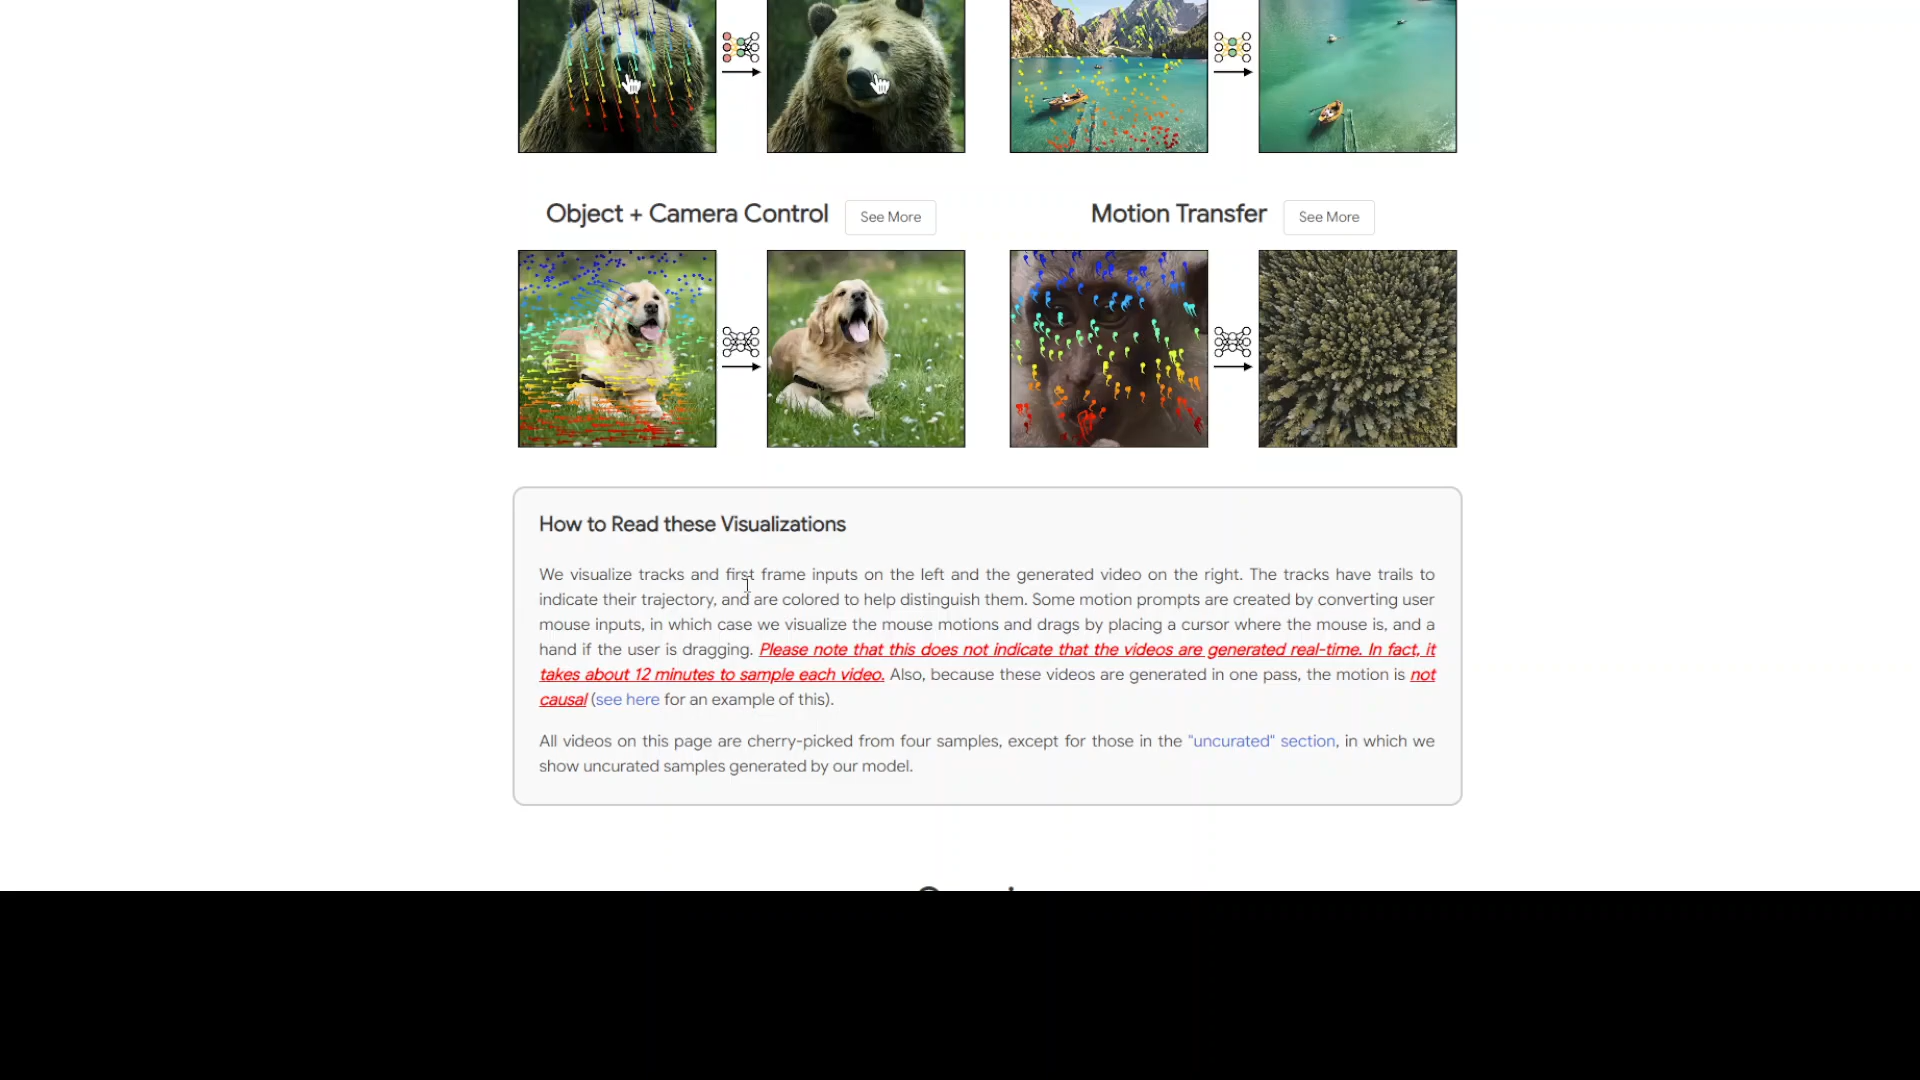 Object + Camera Control
See More
Motion Transfer
See More
How to Read these Visualizations
We visualize tracks and first frame inputs on the left and the generated video on the right. The tracks have trails to
indicate their trajectory, and are colored to help distinguish them. Some motion prompts are created by converting user
mouse inputs, in which case we visualize the mouse motions and drags by placing a cursor where the mouse is, and a
hand if the user is dragging. Please note that this does not indicate that the videos are generated real-time. In fact, it
takes about 12 minutes to sample each video. Also, because these videos are generated in one pass, the motion is not
causal (see here for an example of this).
All videos on this page are cherry-picked from four samples, except for those in the "uncurated" section, in which we
show uncurated samples generated by our model.